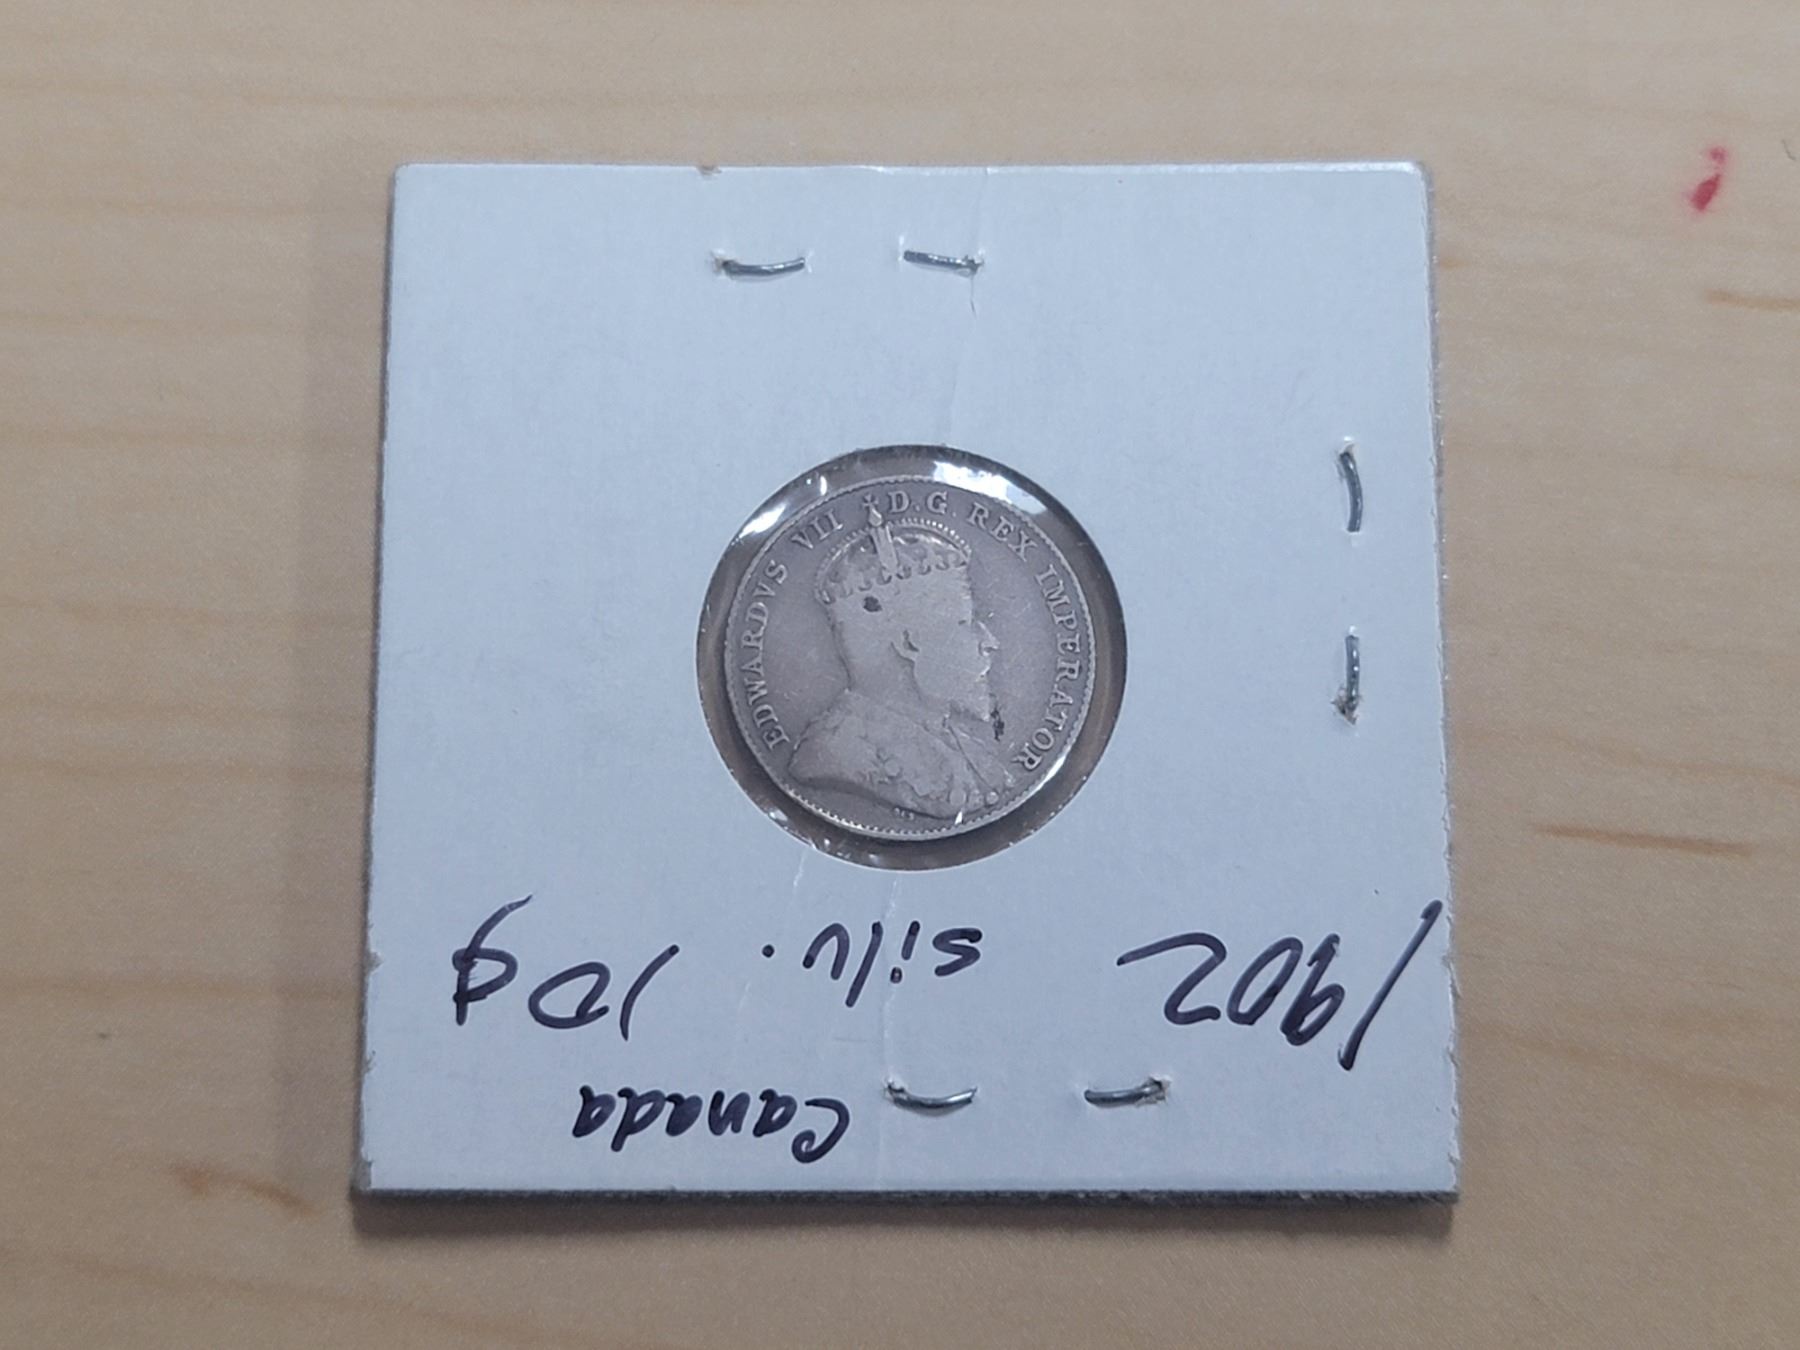 EDWARDVS VII D.G. REX IMPERATOR
Canada
1902 silv. 10¢